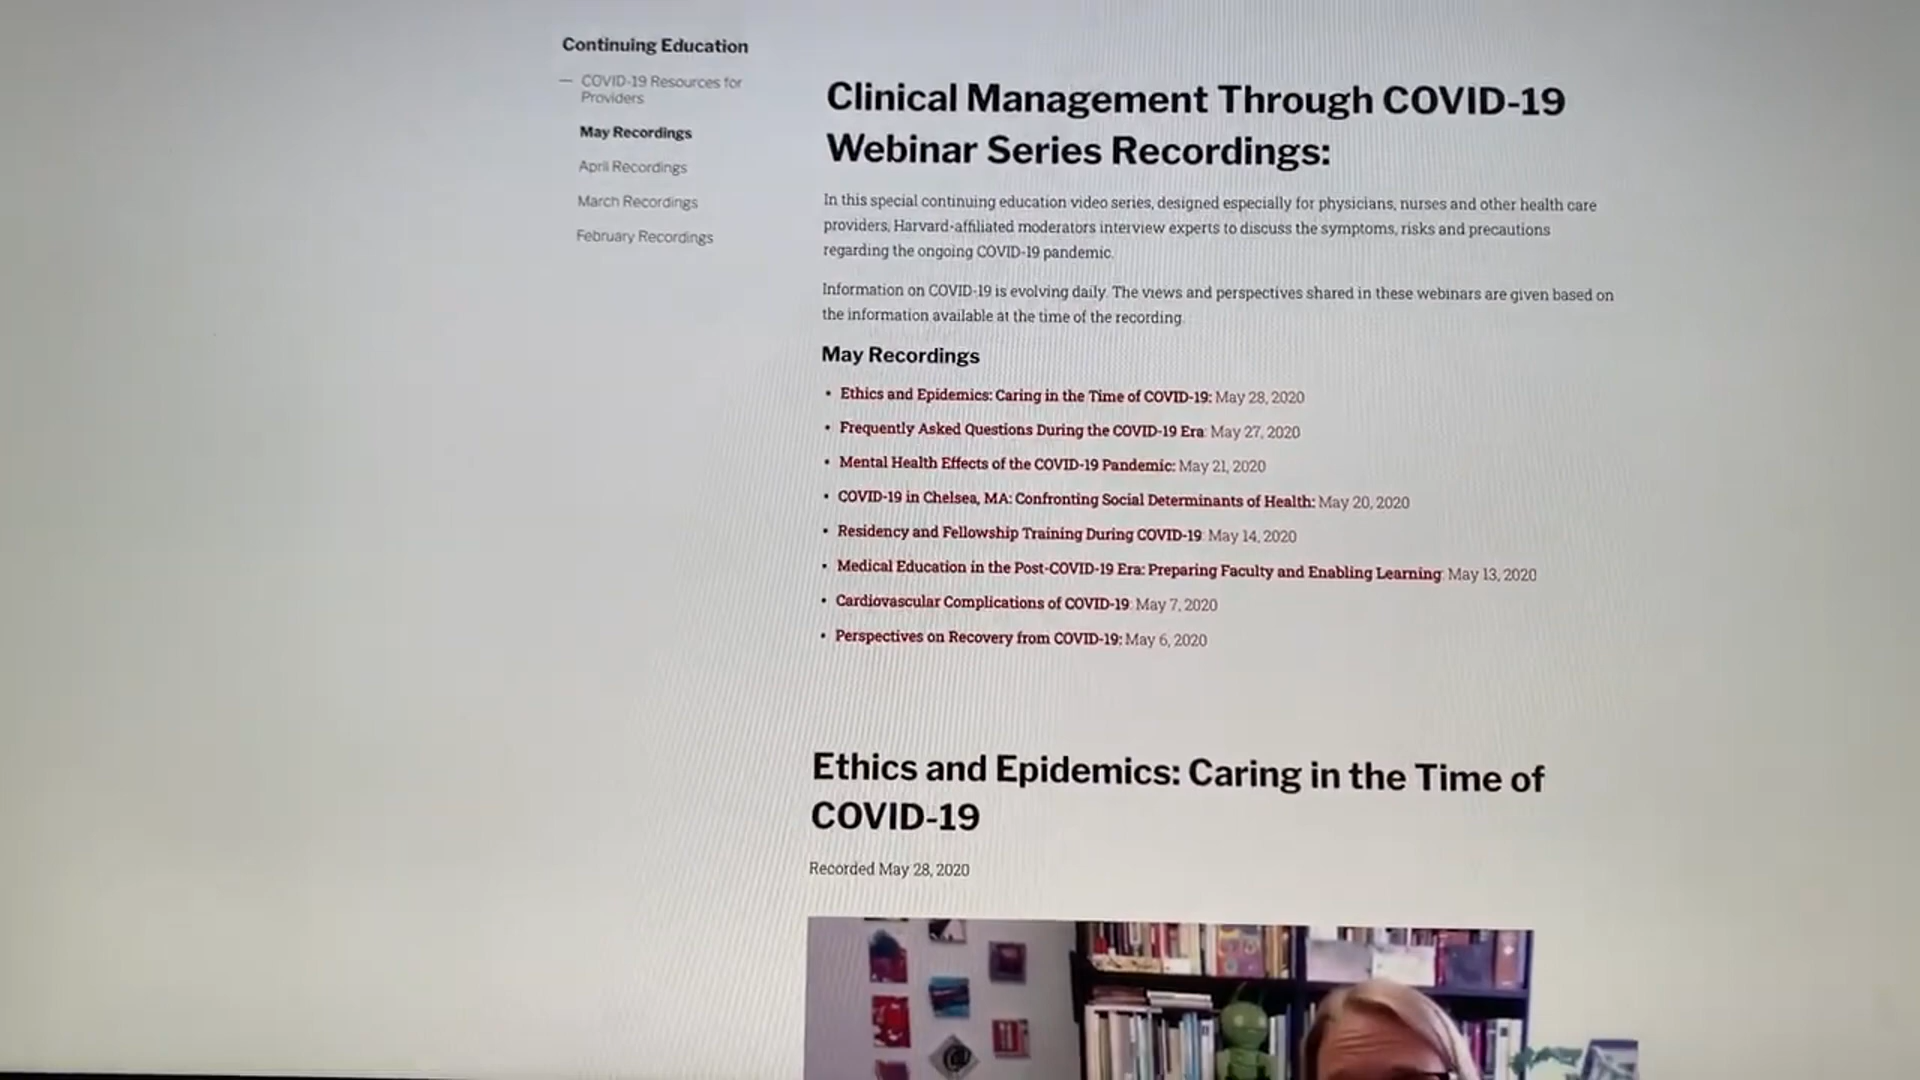 Continuing Education
— COVID-19 Resources for
Providers
May Recordings
April Recordings
March Recordings
February Recordings
Clinical Management Through COVID-19
Webinar Series Recordings:
In this special continuing education video series, designed especially for physicians, nurses and other health care
providers, Harvard-affiliated moderators interview experts to discuss the symptoms, risks and precautions
regarding the ongoing COVID-19 pandemic.
Information on COVID-19 is evolving daily. The views and perspectives shared in these webinars are given based on
the information available at the time of the recording.
May Recordings
• Ethics and Epidemics: Caring in the Time of COVID-19: May 28, 2020
• Frequently Asked Questions During the COVID-19 Era: May 27, 2020
• Mental Health Effects of the COVID-19 Pandemic: May 21, 2020
• COVID-19 in Chelsea, MA: Confronting Social Determinants of Health: May 20, 2020
• Residency and Fellowship Training During COVID-19: May 14, 2020
• Medical Education in the Post-COVID-19 Era: Preparing Faculty and Enabling Learning: May 13, 2020
• Cardiovascular Complications of COVID-19: May 7, 2020
• Perspectives on Recovery from COVID-19: May 6, 2020
Ethics and Epidemics: Caring in the Time of
COVID-19
Recorded May 28, 2020
@